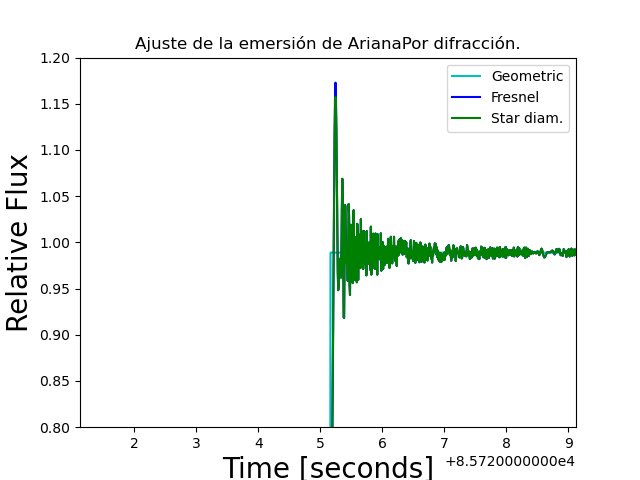 Ajuste de la emersión de ArianaPor difracción.
Geometric
Fresnel
Star diam.
Relative Flux
1.20
1.15
1.10
1.05
1.00
0.95
0.90
0.85
0.80
2 3 4 5 6 7 8 9
Time [seconds]
+8.5720000000e4